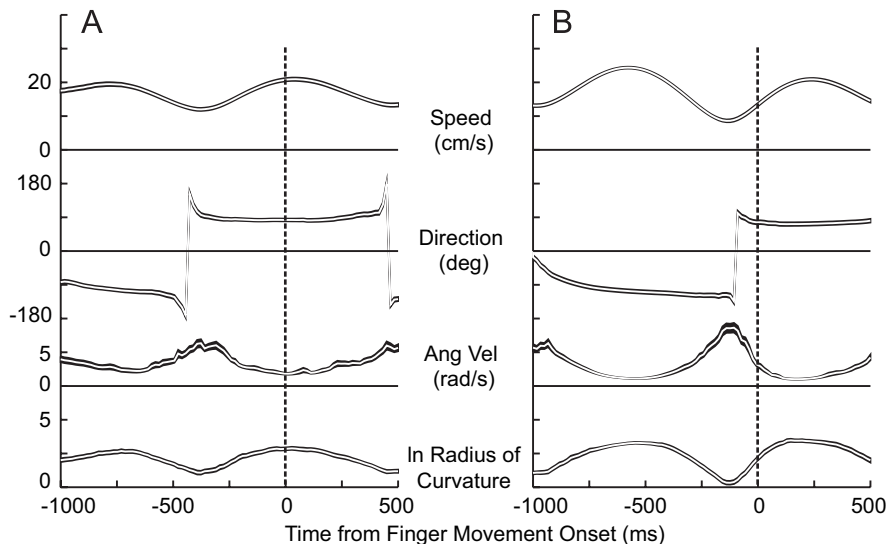 A
B
20
0
Speed
(cm/s)
180
0
-180
Direction
(deg)
5
0
Ang Vel
(rad/s)
5
0
ln Radius of
Curvature
-1000 -500 0 500 -1000 -500 0 500
Time from Finger Movement Onset (ms)